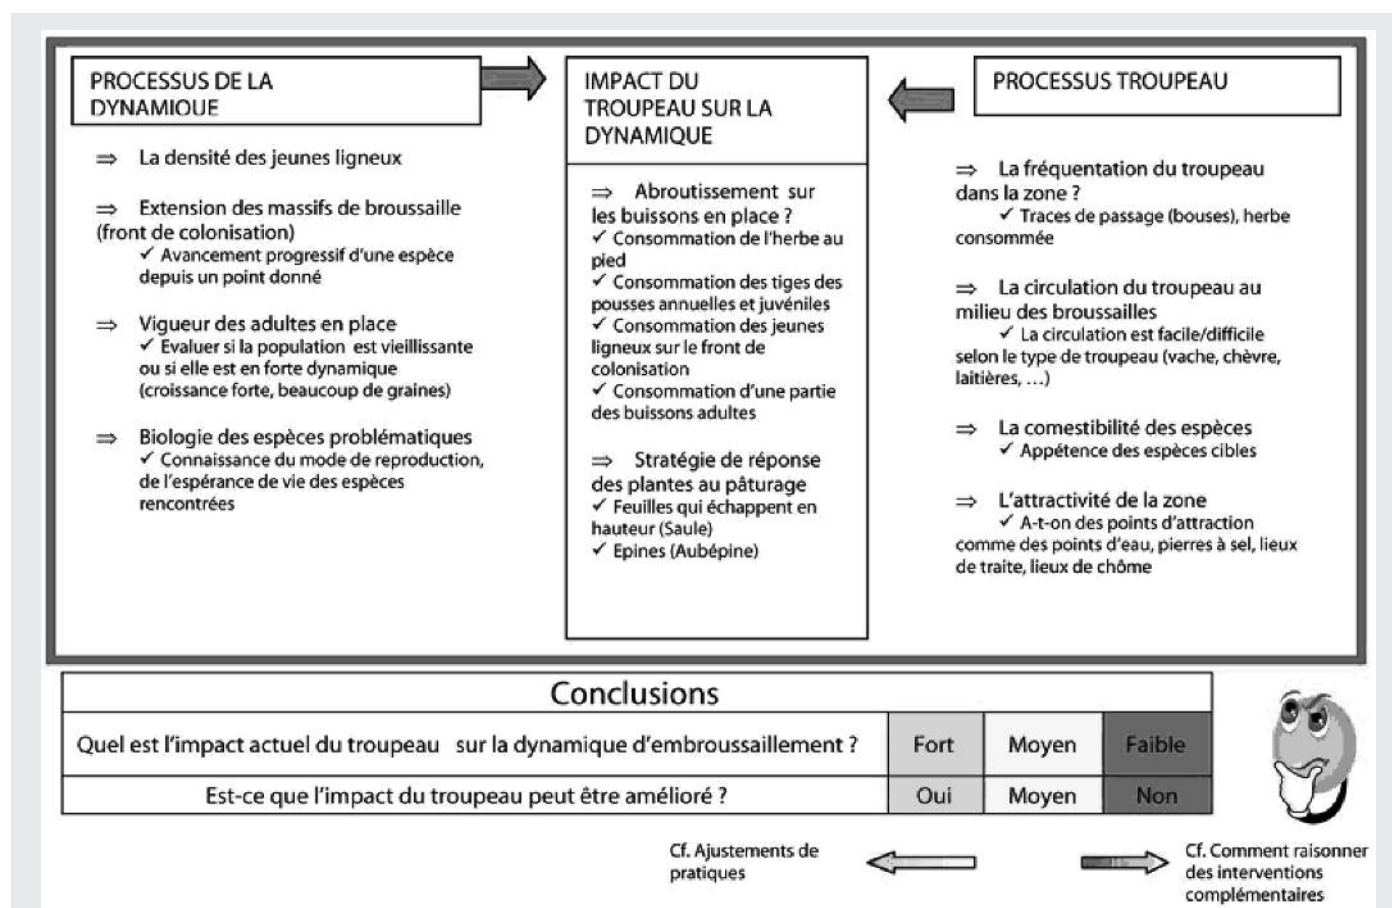 PROCESSUS DE LA
DYNAMIQUE
⇒ La densité des jeunes ligneux
⇒ Extension des massifs de broussaille
(front de colonisation)
✓ Avancement progressif d'une espèce
depuis un point donné
⇒ Vigueur des adultes en place
✓ Evaluer si la population est vieillissante
ou si elle est en forte dynamique
(croissance forte, beaucoup de graines)
⇒ Biologie des espèces problématiques
✓ Connaissance du mode de reproduction,
de l'espérance de vie des espèces
rencontrées
IMPACT DU
TROUPEAU SUR LA
DYNAMIQUE
⇒ Abroutissement sur
les buissons en place ?
✓ Consommation de l'herbe au
pied
✓ Consommation des tiges des
pousses annuelles et juvéniles
✓ Consommation des jeunes
ligneux sur le front de
colonisation
✓ Consommation d'une partie
des buissons adultes
⇒ Stratégie de réponse
des plantes au pâturage
✓ Feuilles qui échappent en
hauteur (Saule)
✓ Epines (Aubépine)
PROCESSUS TROUPEAU
⇒ La fréquentation du troupeau
dans la zone ?
✓ Traces de passage (bouses), herbe
consommée
⇒ La circulation du troupeau au
milieu des broussailles
✓ La circulation est facile/difficile
selon le type de troupeau (vache, chèvre,
laitières, ...)
⇒ La comestibilité des espèces
✓ Appétence des espèces cibles
⇒ L'attractivité de la zone
✓ A-t-on des points d'attraction
comme des points d'eau, pierres à sel, lieux
de traite, lieux de chôme
Conclusions
Quel est l'impact actuel du troupeau sur la dynamique d'embroussaillement ? Fort Moyen Faible
Est-ce que l'impact du troupeau peut être amélioré ? Oui Moyen Non
Cf. Ajustements de
pratiques
Cf. Comment raisonner
des interventions
complémentaires